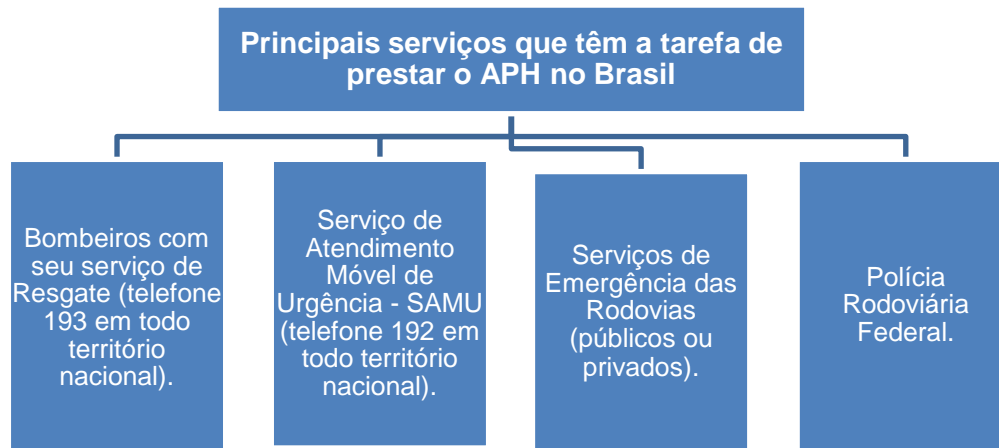 Principais serviços que têm a tarefa de
prestar o APH no Brasil
Bombeiros com
seu serviço de
Resgate (telefone
193 em todo
território
nacional).
Serviço de
Atendimento
Móvel de
Urgência - SAMU
(telefone 192 em
todo território
nacional).
Serviços de
Emergência das
Rodovias
(públicos ou
privados).
Polícia
Rodoviária
Federal.